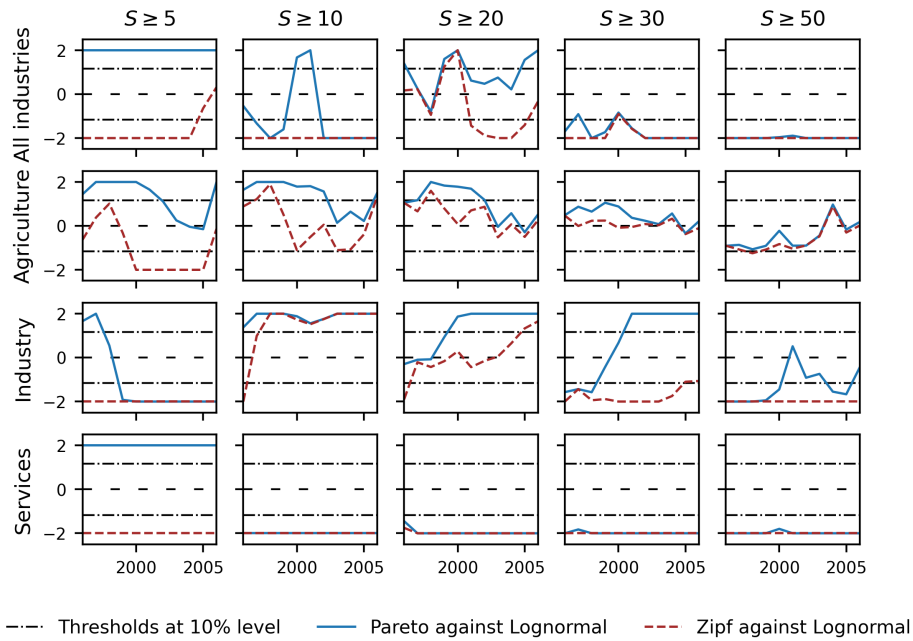 S ≥ 5 S ≥ 10 S ≥ 20 S ≥ 30 S ≥ 50
All industries
2
0
−2
Agriculture
2
0
−2
Industry
2
0
−2
Services
2
0
−2
2000 2005 2000 2005 2000 2005 2000 2005 2000 2005
Thresholds at 10% level Pareto against Lognormal Zipf against Lognormal